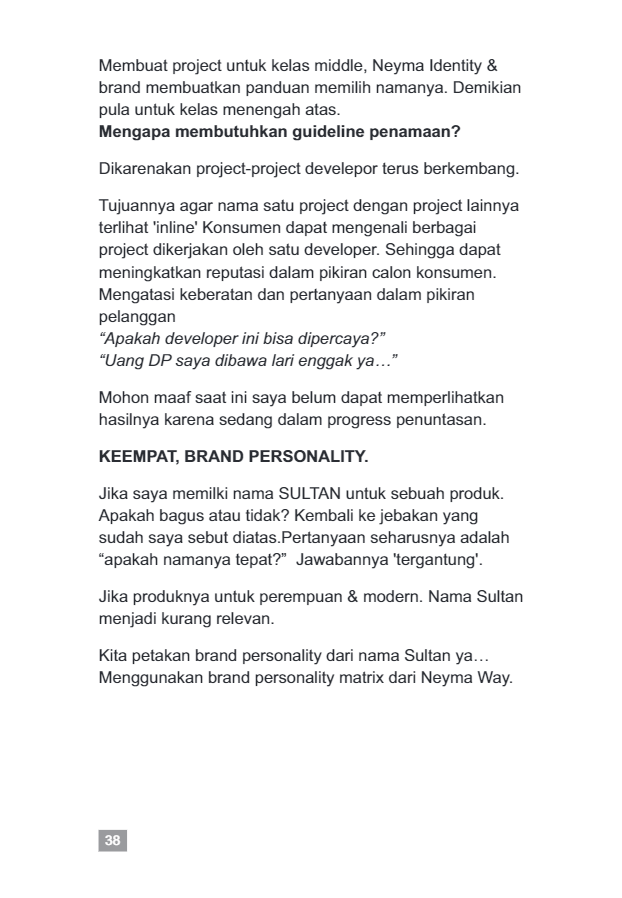 Membuat project untuk kelas middle, Neyma Identity &
brand membuatkan panduan memilih namanya. Demikian
pula untuk kelas menengah atas.
Mengapa membutuhkan guideline penamaan?
Dikarenakan project-project develepor terus berkembang.
Tujuannya agar nama satu project dengan project lainnya
terlihat 'inline' Konsumen dapat mengenali berbagai
project dikerjakan oleh satu developer. Sehingga dapat
meningkatkan reputasi dalam pikiran calon konsumen.
Mengatasi keberatan dan pertanyaan dalam pikiran
pelanggan
“Apakah developer ini bisa dipercaya?”
“Uang DP saya dibawa lari enggak ya…”
Mohon maaf saat ini saya belum dapat memperlihatkan
hasilnya karena sedang dalam progress penuntasan.
KEEMPAT, BRAND PERSONALITY.
Jika saya memilki nama SULTAN untuk sebuah produk.
Apakah bagus atau tidak? Kembali ke jebakan yang
sudah saya sebut diatas.Pertanyaan seharusnya adalah
“apakah namanya tepat?”  Jawabannya 'tergantung'.
Jika produknya untuk perempuan & modern. Nama Sultan
menjadi kurang relevan.
Kita petakan brand personality dari nama Sultan ya…
Menggunakan brand personality matrix dari Neyma Way.
38